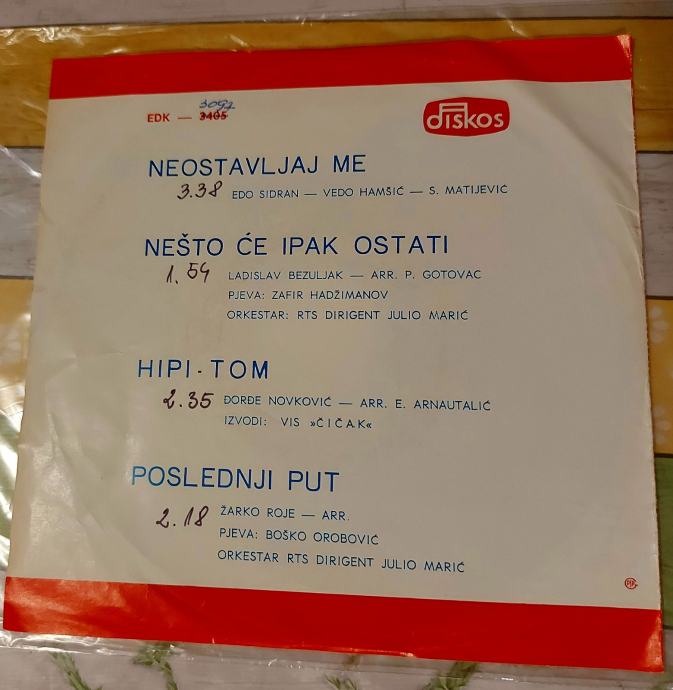 3092
EDK — 3405
diskos
NEOSTAVLJAJ ME
3.38 EDO SIDRAN — VEDO HAMŠIĆ — S. MATIJEVIĆ
NEŠTO ĆE IPAK OSTATI
1.54 LADISLAV BEZULJAK — ARR. P. GOTOVAC
PJEVA: ZAFIR HADŽIMANOV
ORKESTAR: RTS DIRIGENT JULIO MARIĆ
HIPI - TOM
2.35 ĐORĐE NOVKOVIĆ — ARR. E. ARNAUTALIĆ
IZVODI: VIS »ČIČAK«
POSLEDNJI PUT
2.18 ŽARKO ROJE — ARR.
PJEVA: BOŠKO OROBOVIĆ
ORKESTAR RTS DIRIGENT JULIO MARIĆ